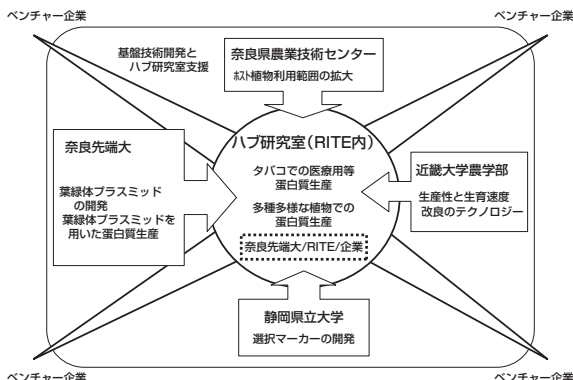 ベンチャー企業
ベンチャー企業
基盤技術開発と
ハブ研究室支援
奈良県農業技術センター
ホスト植物利用範囲の拡大
奈良先端大
葉緑体プラスミッド
の開発
葉緑体プラスミッドを
用いた蛋白質生産
ハブ研究室(RITE内)
タバコでの医療用等
蛋白質生産
多種多様な植物での
蛋白質生産
奈良先端大/RITE/企業
近畿大学農学部
生産性と生育速度
改良のテクノロジー
静岡県立大学
選択マーカーの開発
ベンチャー企業
ベンチャー企業